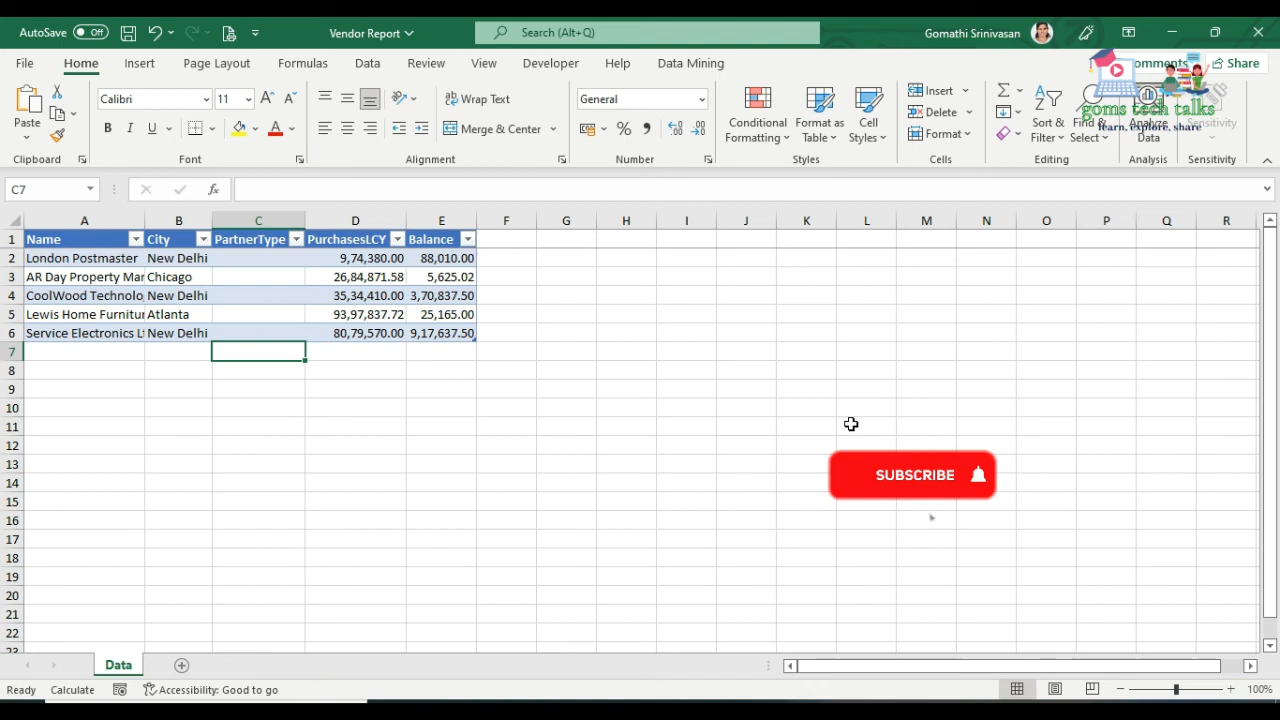 AutoSave Off Vendor Report Search (Alt+Q) Gomathi Srinivasan
File Home Insert Page Layout Formulas Data Review View Developer Help Data Mining Comments Share
Paste Calibri 11 Wrap Text General Conditional Formatting Format as Table Cell Styles Insert Sort & Filter Find & Select Analyze Data Sensitivity
B I U Merge & Center Delete
Format
goms tech talks
learn, explore, share
Clipboard Font Alignment Number Styles Cells Editing Analysis Sensitivity
C7 fx
A B C D E F G H I J K L M N O P Q R
1 Name City PartnerType PurchasesLCY Balance
2 London Postmaster New Delhi 9,74,380.00 88,010.00
3 AR Day Property Mar Chicago 26,84,871.58 5,625.02
4 CoolWood Technolo New Delhi 35,34,410.00 3,70,837.50
5 Lewis Home Furnitur Atlanta 93,97,837.72 25,165.00
6 Service Electronics Lt New Delhi 80,79,570.00 9,17,637.50
7
8
9
10
11
12
13
SUBSCRIBE
14
15
16
17
18
19
20
21
22
23
Data
Ready Calculate Accessibility: Good to go 100%